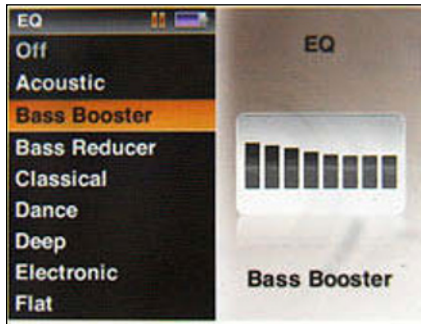 EQ
Off
Acoustic
Bass Booster
Bass Reducer
Classical
Dance
Deep
Electronic
Flat
EQ
Bass Booster